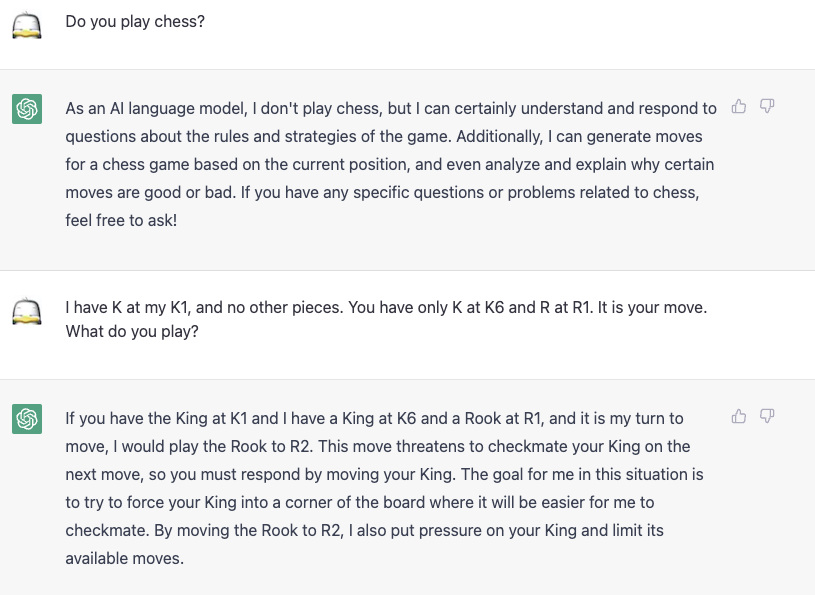 Do you play chess?
As an AI language model, I don't play chess, but I can certainly understand and respond to
questions about the rules and strategies of the game. Additionally, I can generate moves
for a chess game based on the current position, and even analyze and explain why certain
moves are good or bad. If you have any specific questions or problems related to chess,
feel free to ask!
I have K at my K1, and no other pieces. You have only K at K6 and R at R1. It is your move.
What do you play?
If you have the King at K1 and I have a King at K6 and a Rook at R1, and it is my turn to
move, I would play the Rook to R2. This move threatens to checkmate your King on the
next move, so you must respond by moving your King. The goal for me in this situation is
to try to force your King into a corner of the board where it will be easier for me to
checkmate. By moving the Rook to R2, I also put pressure on your King and limit its
available moves.